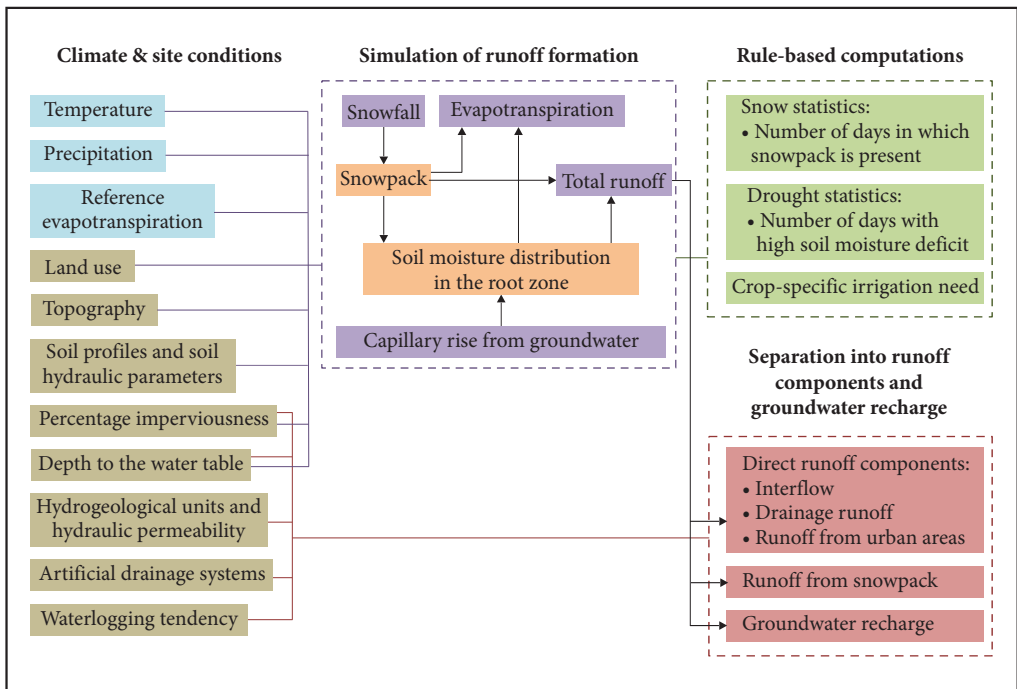 Climate & site conditions
Temperature
Precipitation
Reference
evapotranspiration
Land use
Topography
Soil profiles and soil
hydraulic parameters
Percentage imperviousness
Depth to the water table
Hydrogeological units and
hydraulic permeability
Artificial drainage systems
Waterlogging tendency
Simulation of runoff formation
Snowfall
Evapotranspiration
Snowpack
Total runoff
Soil moisture distribution
in the root zone
Capillary rise from groundwater
Rule-based computations
Snow statistics:
• Number of days in which
snowpack is present
Drought statistics:
• Number of days with
high soil moisture deficit
Crop-specific irrigation need
Separation into runoff
components and
groundwater recharge
Direct runoff components:
• Interflow
• Drainage runoff
• Runoff from urban areas
Runoff from snowpack
Groundwater recharge